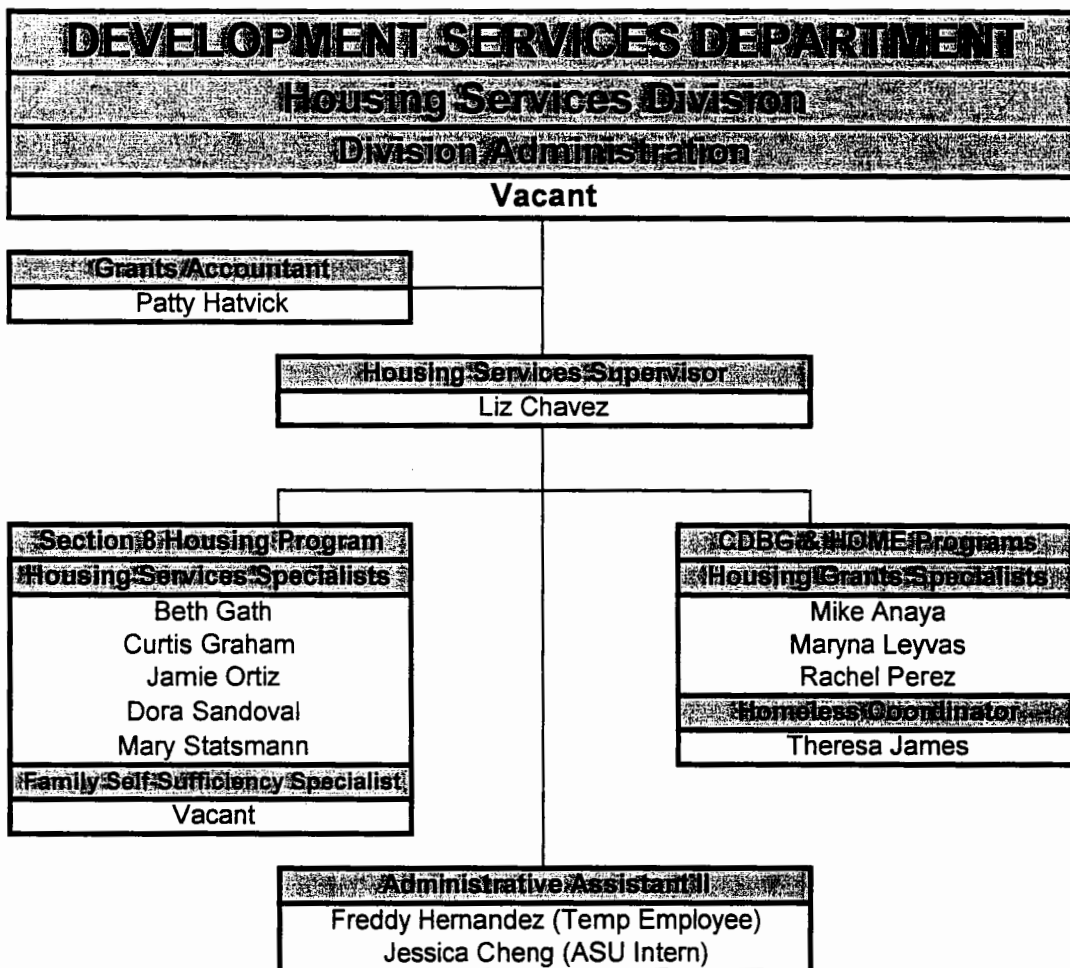 DEVELOPMENT SERVICES DEPARTMENT
Housing Services Division
Division Administration
Vacant
Grants Accountant
Patty Hatvick
Housing Services Supervisor
Liz Chavez
Section 8 Housing Program
Housing Services Specialists
Beth Gath
Curtis Graham
Jamie Ortiz
Dora Sandoval
Mary Statsmann
Family Self-Sufficiency Specialist
Vacant
CDBG & HOME Programs
Housing Grants Specialists
Mike Anaya
Maryna Leyvas
Rachel Perez
Homeless Coordinator
Theresa James
Administrative Assistant II
Freddy Hernandez (Temp Employee)
Jessica Cheng (ASU Intern)